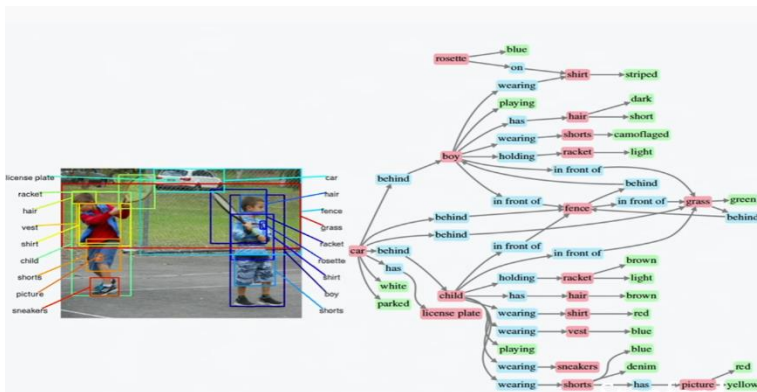 license plate
racket
hair
vest
shirt
child
shorts
picture
sneakers
car
hair
fence
grass
racket
rosette
shirt
boy
shorts
blue
rosette
on
shirt
striped
wearing
playing
dark
has
hair
short
boy
wearing
shorts
camoflaged
holding
racket
light
behind
in front of
behind
in front of
fence
in front of
grass
green
behind
behind
behind
in front of
car
behind
in front of
has
brown
white
holding
racket
light
parked
child
has
hair
brown
license plate
wearing
shirt
red
wearing
vest
blue
playing
blue
wearing
sneakers
denim
red
wearing
shorts
has
picture
yellow